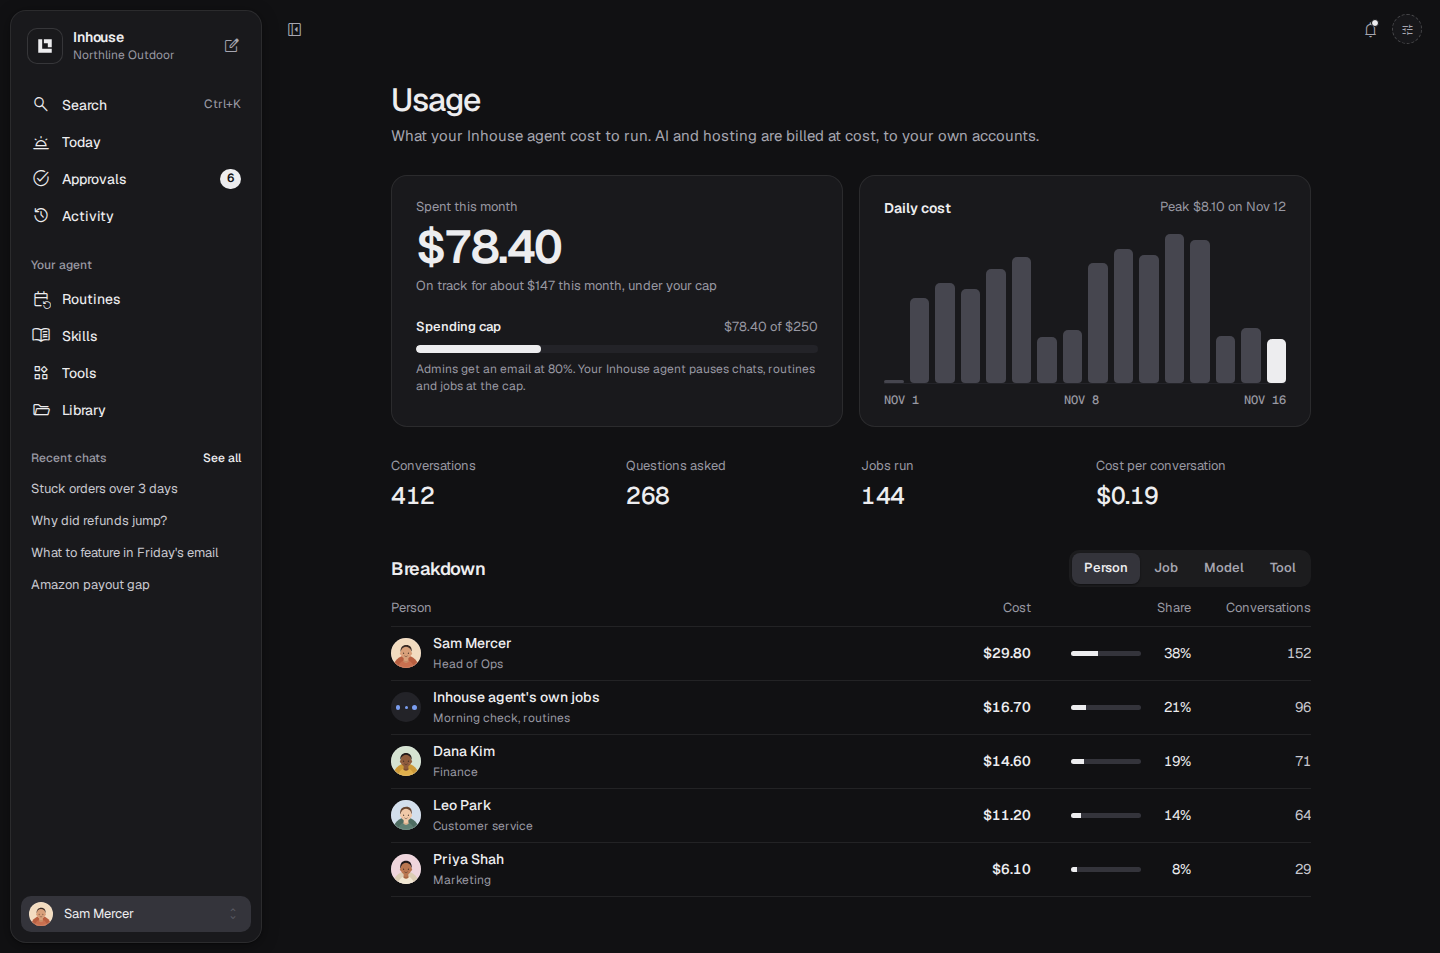 Inhouse
Northline Outdoor
Search Ctrl+K
Today
Approvals 6
Activity
Your agent
Routines
Skills
Tools
Library
Recent chats See all
Stuck orders over 3 days
Why did refunds jump?
What to feature in Friday's email
Amazon payout gap
Sam Mercer
Usage
What your Inhouse agent cost to run. AI and hosting are billed at cost, to your own accounts.
Spent this month
$78.40
On track for about $147 this month, under your cap
Spending cap $78.40 of $250
Admins get an email at 80%. Your Inhouse agent pauses chats, routines
and jobs at the cap.
Daily cost Peak $8.10 on Nov 12
NOV 1 NOV 8 NOV 16
Conversations Questions asked Jobs run Cost per conversation
412 268 144 $0.19
Breakdown Person Job Model Tool
Person Cost Share Conversations
Sam Mercer
Head of Ops
$29.80 38% 152
Inhouse agent's own jobs
Morning check, routines
$16.70 21% 96
Dana Kim
Finance
$14.60 19% 71
Leo Park
Customer service
$11.20 14% 64
Priya Shah
Marketing
$6.10 8% 29